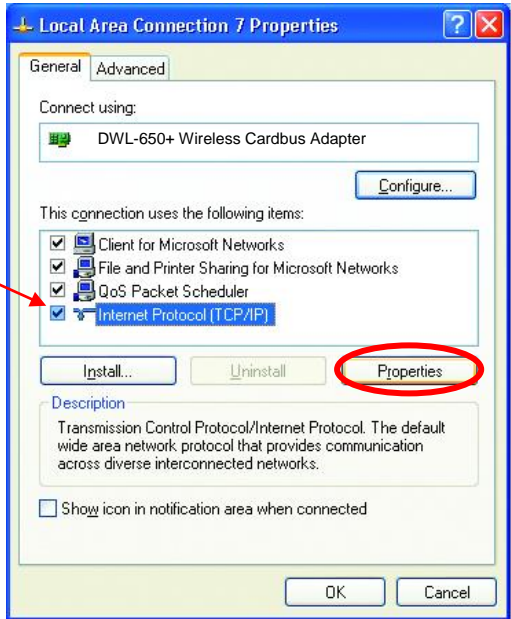 Local Area Connection 7 Properties
General
Advanced
Connect using:
DWL-650+ Wireless Cardbus Adapter
Configure...
This connection uses the following items:
Client for Microsoft Networks
File and Printer Sharing for Microsoft Networks
QoS Packet Scheduler
Internet Protocol (TCP/IP)
Install...
Uninstall
Properties
Description
Transmission Control Protocol/Internet Protocol. The default
wide area network protocol that provides communication
across diverse interconnected networks.
Show icon in notification area when connected
OK
Cancel